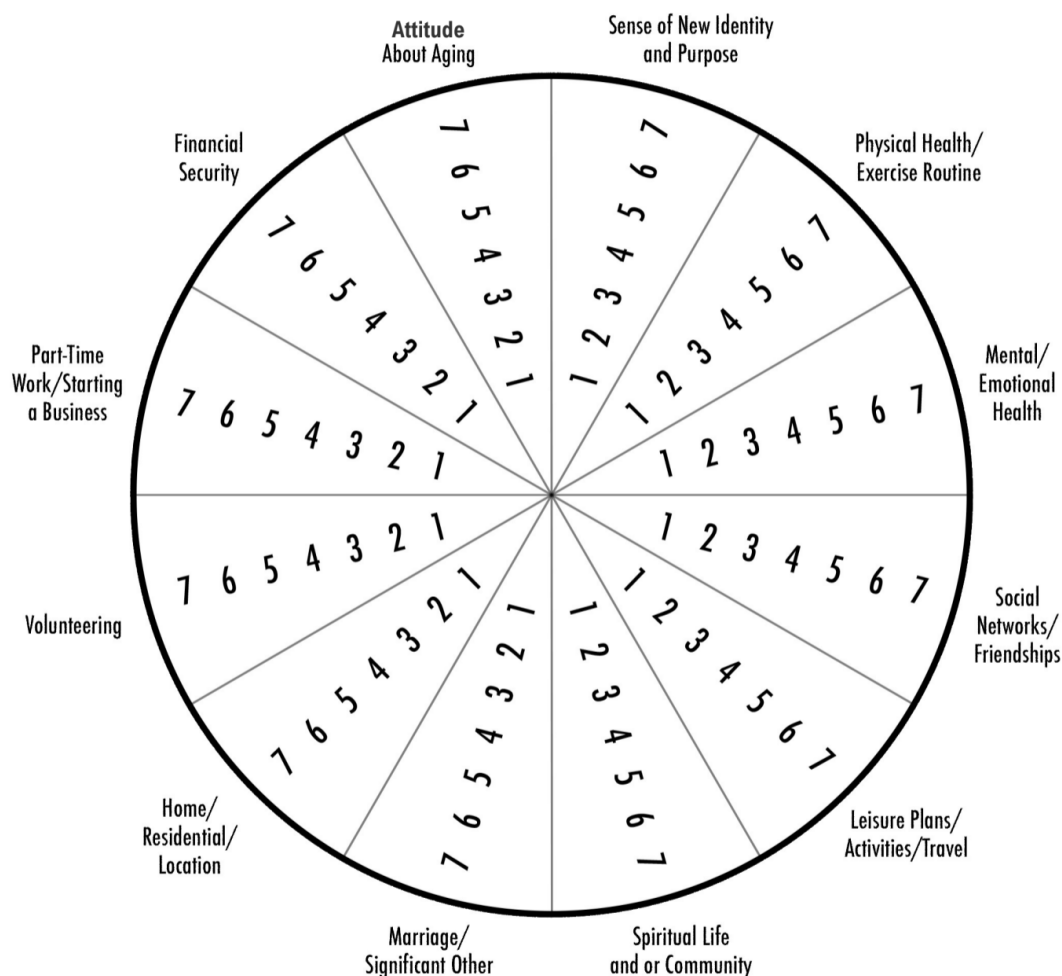 Attitude
About Aging
Sense of New Identity
and Purpose
Physical Health/
Exercise Routine
Mental/
Emotional
Health
Social
Networks/
Friendships
Leisure Plans/
Activities/Travel
Spiritual Life
and or Community
Marriage/
Significant Other
Home/
Residential/
Location
Volunteering
Part-Time
Work/Starting
a Business
Financial
Security
1 2 3 4 5 6 7
1 2 3 4 5 6 7
1 2 3 4 5 6 7
1 2 3 4 5 6 7
1 2 3 4 5 6 7
1 2 3 4 5 6 7
7 6 5 4 3 2 1
7 6 5 4 3 2 1
7 6 5 4 3 2 1
7 6 5 4 3 2 1
7 6 5 4 3 2 1
7 6 5 4 3 2 1